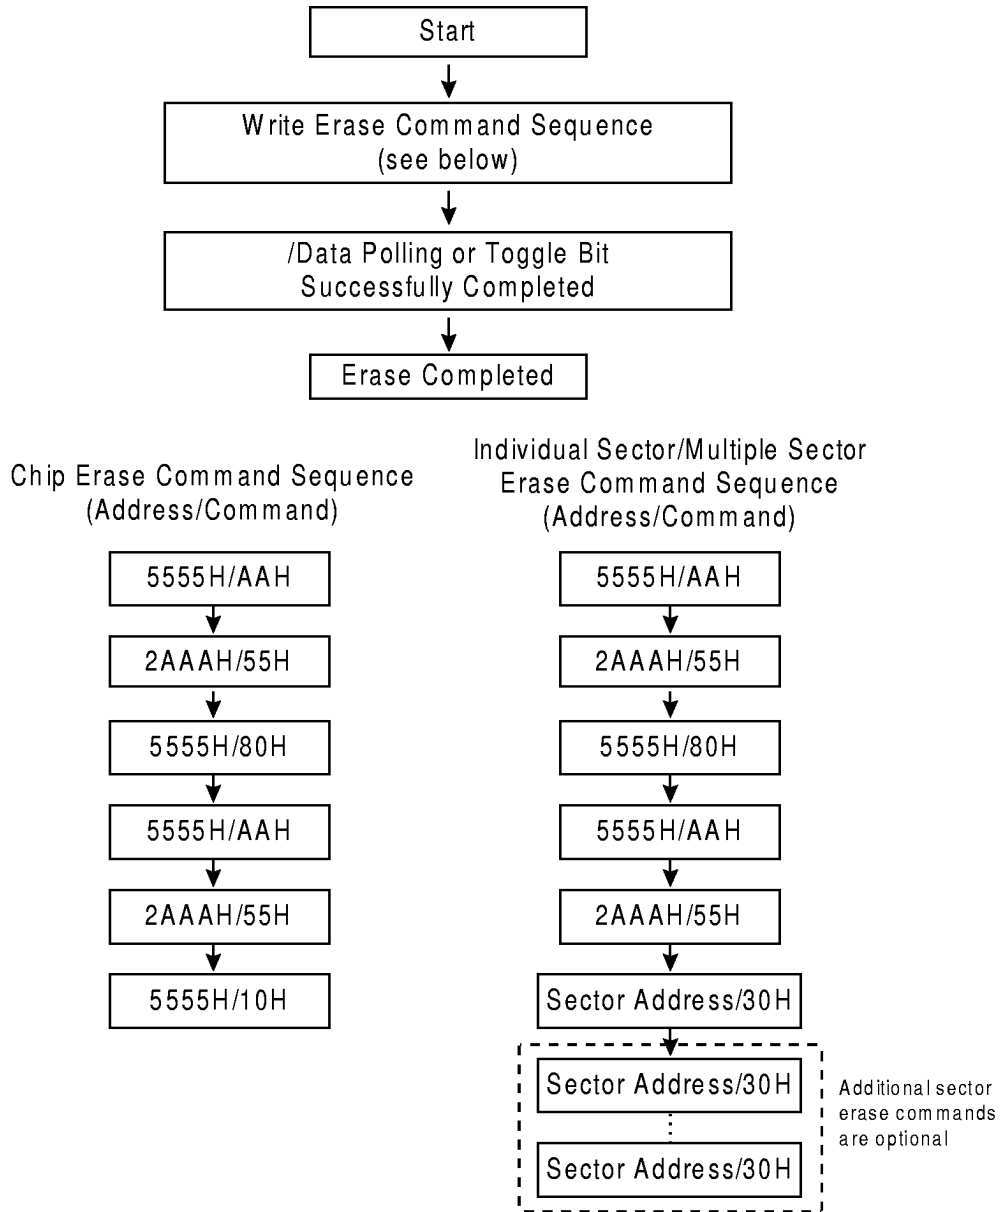 Start
Write Erase Command Sequence
(see below)
/Data Polling or Toggle Bit
Successfully Completed
Erase Completed
Chip Erase Command Sequence
(Address/Command)
5555H/AAH
2AAAH/55H
5555H/80H
5555H/AAH
2AAAH/55H
5555H/10H
Individual Sector/Multiple Sector
Erase Command Sequence
(Address/Command)
5555H/AAH
2AAAH/55H
5555H/80H
5555H/AAH
2AAAH/55H
Sector Address/30H
Sector Address/30H
Sector Address/30H
Additional sector
erase commands
are optional